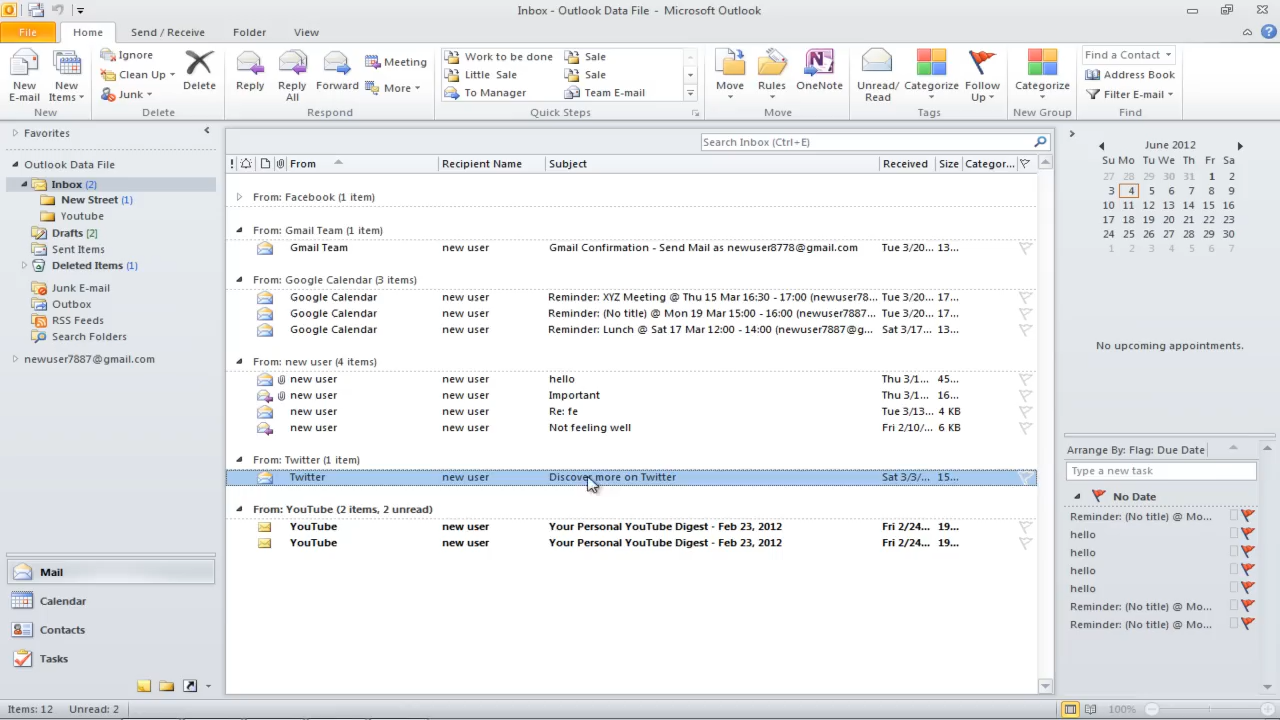 Inbox - Outlook Data File - Microsoft Outlook
File Home Send / Receive Folder View
New E-mail
New Items
Ignore
Clean Up
Junk
Delete
Reply
Reply All
Forward
Meeting
More
Work to be done
Little Sale
To Manager
Sale
Sale
Team E-mail
Move
Rules
OneNote
Unread/ Read
Categorize
Follow Up
Categorize
Find a Contact
Address Book
Filter E-mail
New Delete Respond Quick Steps Move Tags New Group Find
Favorites
Outlook Data File
Inbox (2)
New Street (1)
Youtube
Drafts [2]
Sent Items
Deleted Items (1)
Junk E-mail
Outbox
RSS Feeds
Search Folders
newuser7887@gmail.com
Mail
Calendar
Contacts
Tasks
Search Inbox (Ctrl+E)
! From Recipient Name Subject Received Size Categor...
From: Facebook (1 item)
From: Gmail Team (1 item)
Gmail Team new user Gmail Confirmation - Send Mail as newuser8778@gmail.com Tue 3/20... 13...
From: Google Calendar (3 items)
Google Calendar new user Reminder: XYZ Meeting @ Thu 15 Mar 16:30 - 17:00 (newuser78... Tue 3/20... 17...
Google Calendar new user Reminder: (No title) @ Mon 19 Mar 15:00 - 16:00 (newuser7887... Tue 3/20... 17...
Google Calendar new user Reminder: Lunch @ Sat 17 Mar 12:00 - 14:00 (newuser7887@g... Sat 3/17... 13...
From: new user (4 items)
new user new user hello Thu 3/1... 45...
new user new user Important Thu 3/1... 16...
new user new user Re: fe Tue 3/13... 4 KB
new user new user Not feeling well Fri 2/10/... 6 KB
From: Twitter (1 item)
Twitter new user Discover more on Twitter Sat 3/3/... 15...
From: YouTube (2 items, 2 unread)
YouTube new user Your Personal YouTube Digest - Feb 23, 2012 Fri 2/24... 19...
YouTube new user Your Personal YouTube Digest - Feb 23, 2012 Fri 2/24... 19...
June 2012
Su Mo Tu We Th Fr Sa
27 28 29 30 31 1 2
3 4 5 6 7 8 9
10 11 12 13 14 15 16
17 18 19 20 21 22 23
24 25 26 27 28 29 30
1 2 3 4 5 6 7
No upcoming appointments.
Arrange By: Flag: Due Date
Type a new task
No Date
Reminder: (No title) @ Mo...
hello
hello
hello
hello
Reminder: (No title) @ Mo...
Reminder: (No title) @ Mo...
Items: 12 Unread: 2 100%